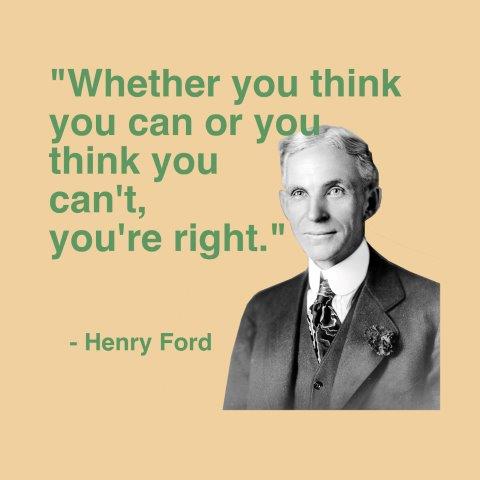 "Whether you think
you can or you
think you
can't,
you're right."
- Henry Ford